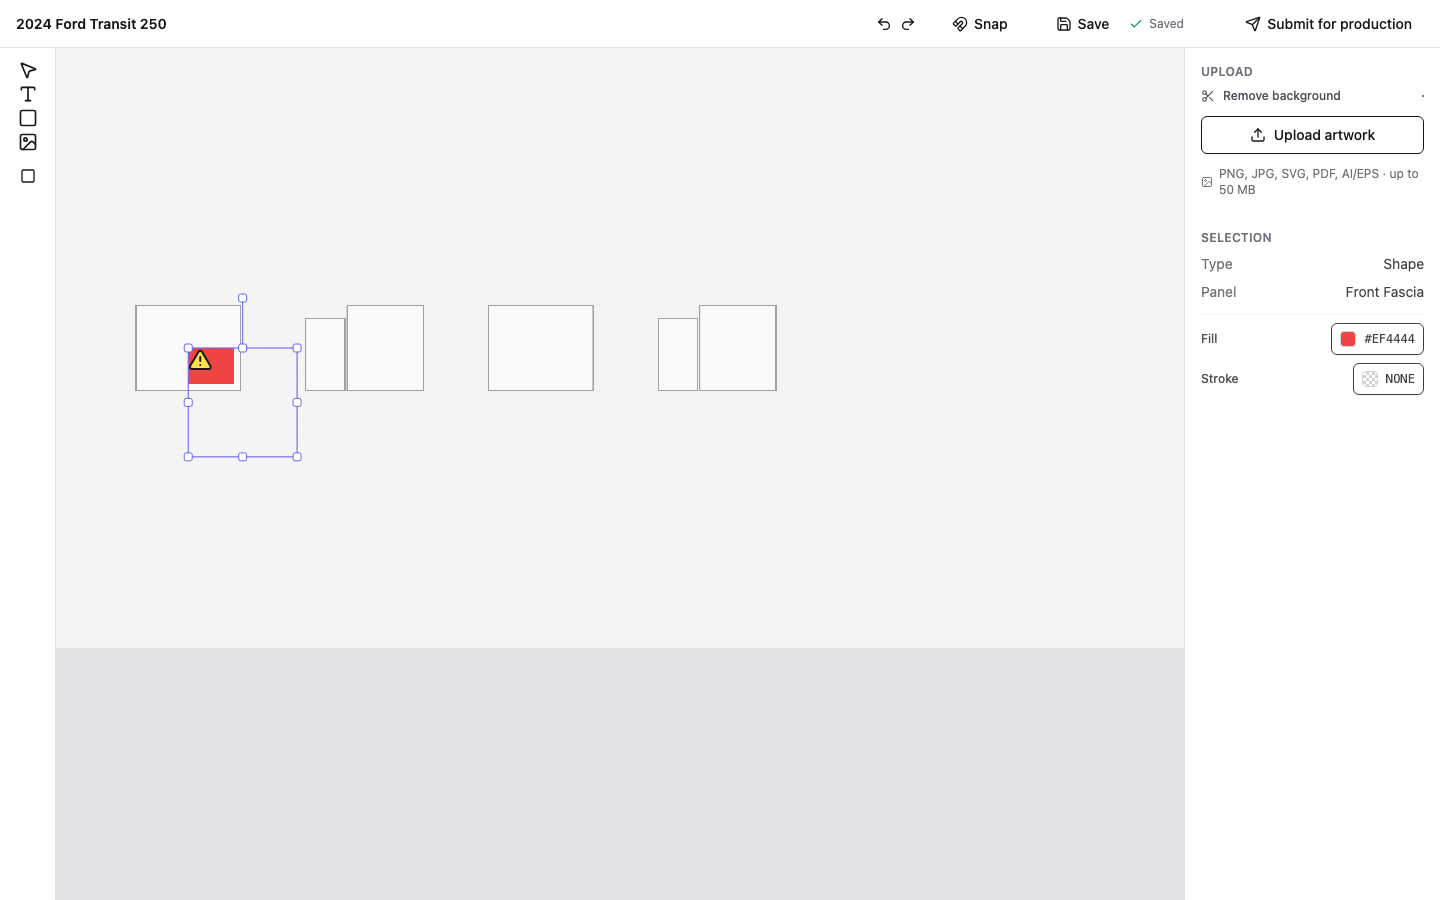 2024 Ford Transit 250
Snap
Save
Saved
Submit for production
UPLOAD
Remove background
Upload artwork
PNG, JPG, SVG, PDF, AI/EPS · up to
50 MB
SELECTION
Type Shape
Panel Front Fascia
Fill #EF4444
Stroke NONE